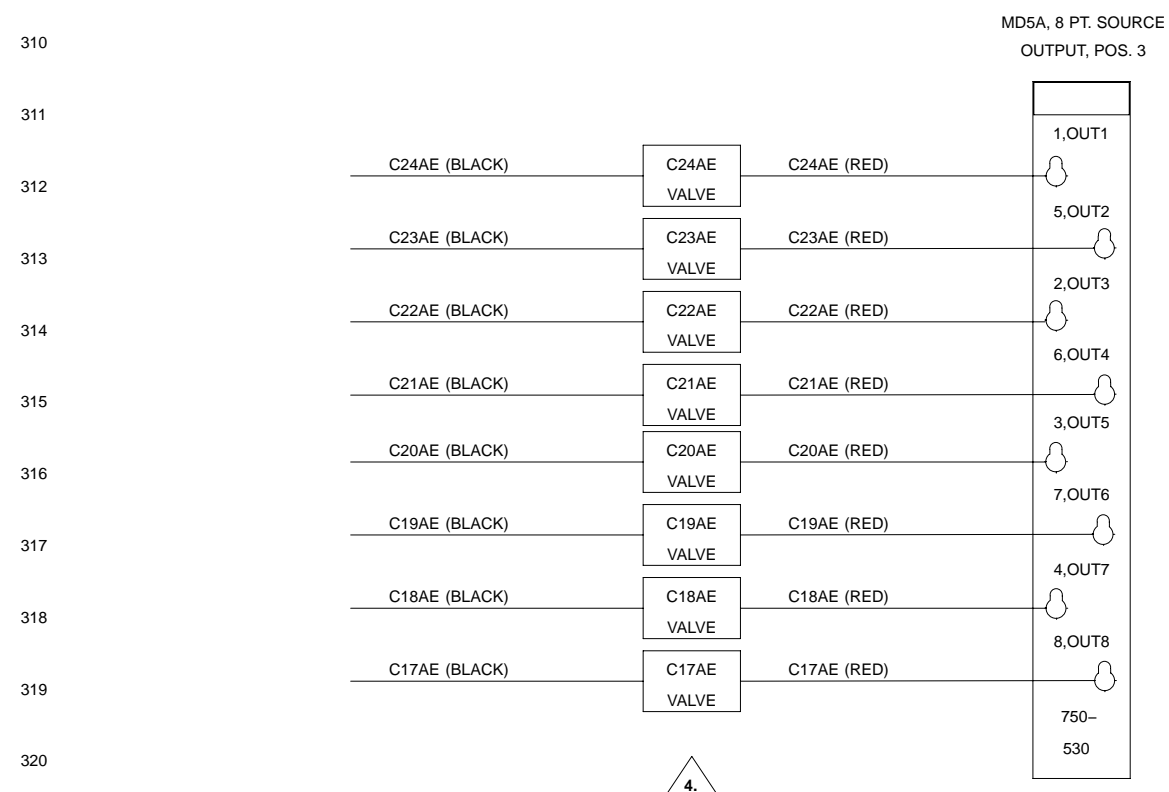 MD5A, 8 PT. SOURCE
310
OUTPUT, POS. 3
311
1,OUT1
C24AE (BLACK) C24AE C24AE (RED)
312
VALVE
5,OUT2
C23AE (BLACK) C23AE C23AE (RED)
313
VALVE
2,OUT3
C22AE (BLACK) C22AE C22AE (RED)
314
VALVE
6,OUT4
C21AE (BLACK) C21AE C21AE (RED)
315
VALVE
3,OUT5
C20AE (BLACK) C20AE C20AE (RED)
316
VALVE
7,OUT6
C19AE (BLACK) C19AE C19AE (RED)
317
VALVE
4,OUT7
C18AE (BLACK) C18AE C18AE (RED)
318
VALVE
8,OUT8
C17AE (BLACK) C17AE C17AE (RED)
319
VALVE
750–
530
320
4.